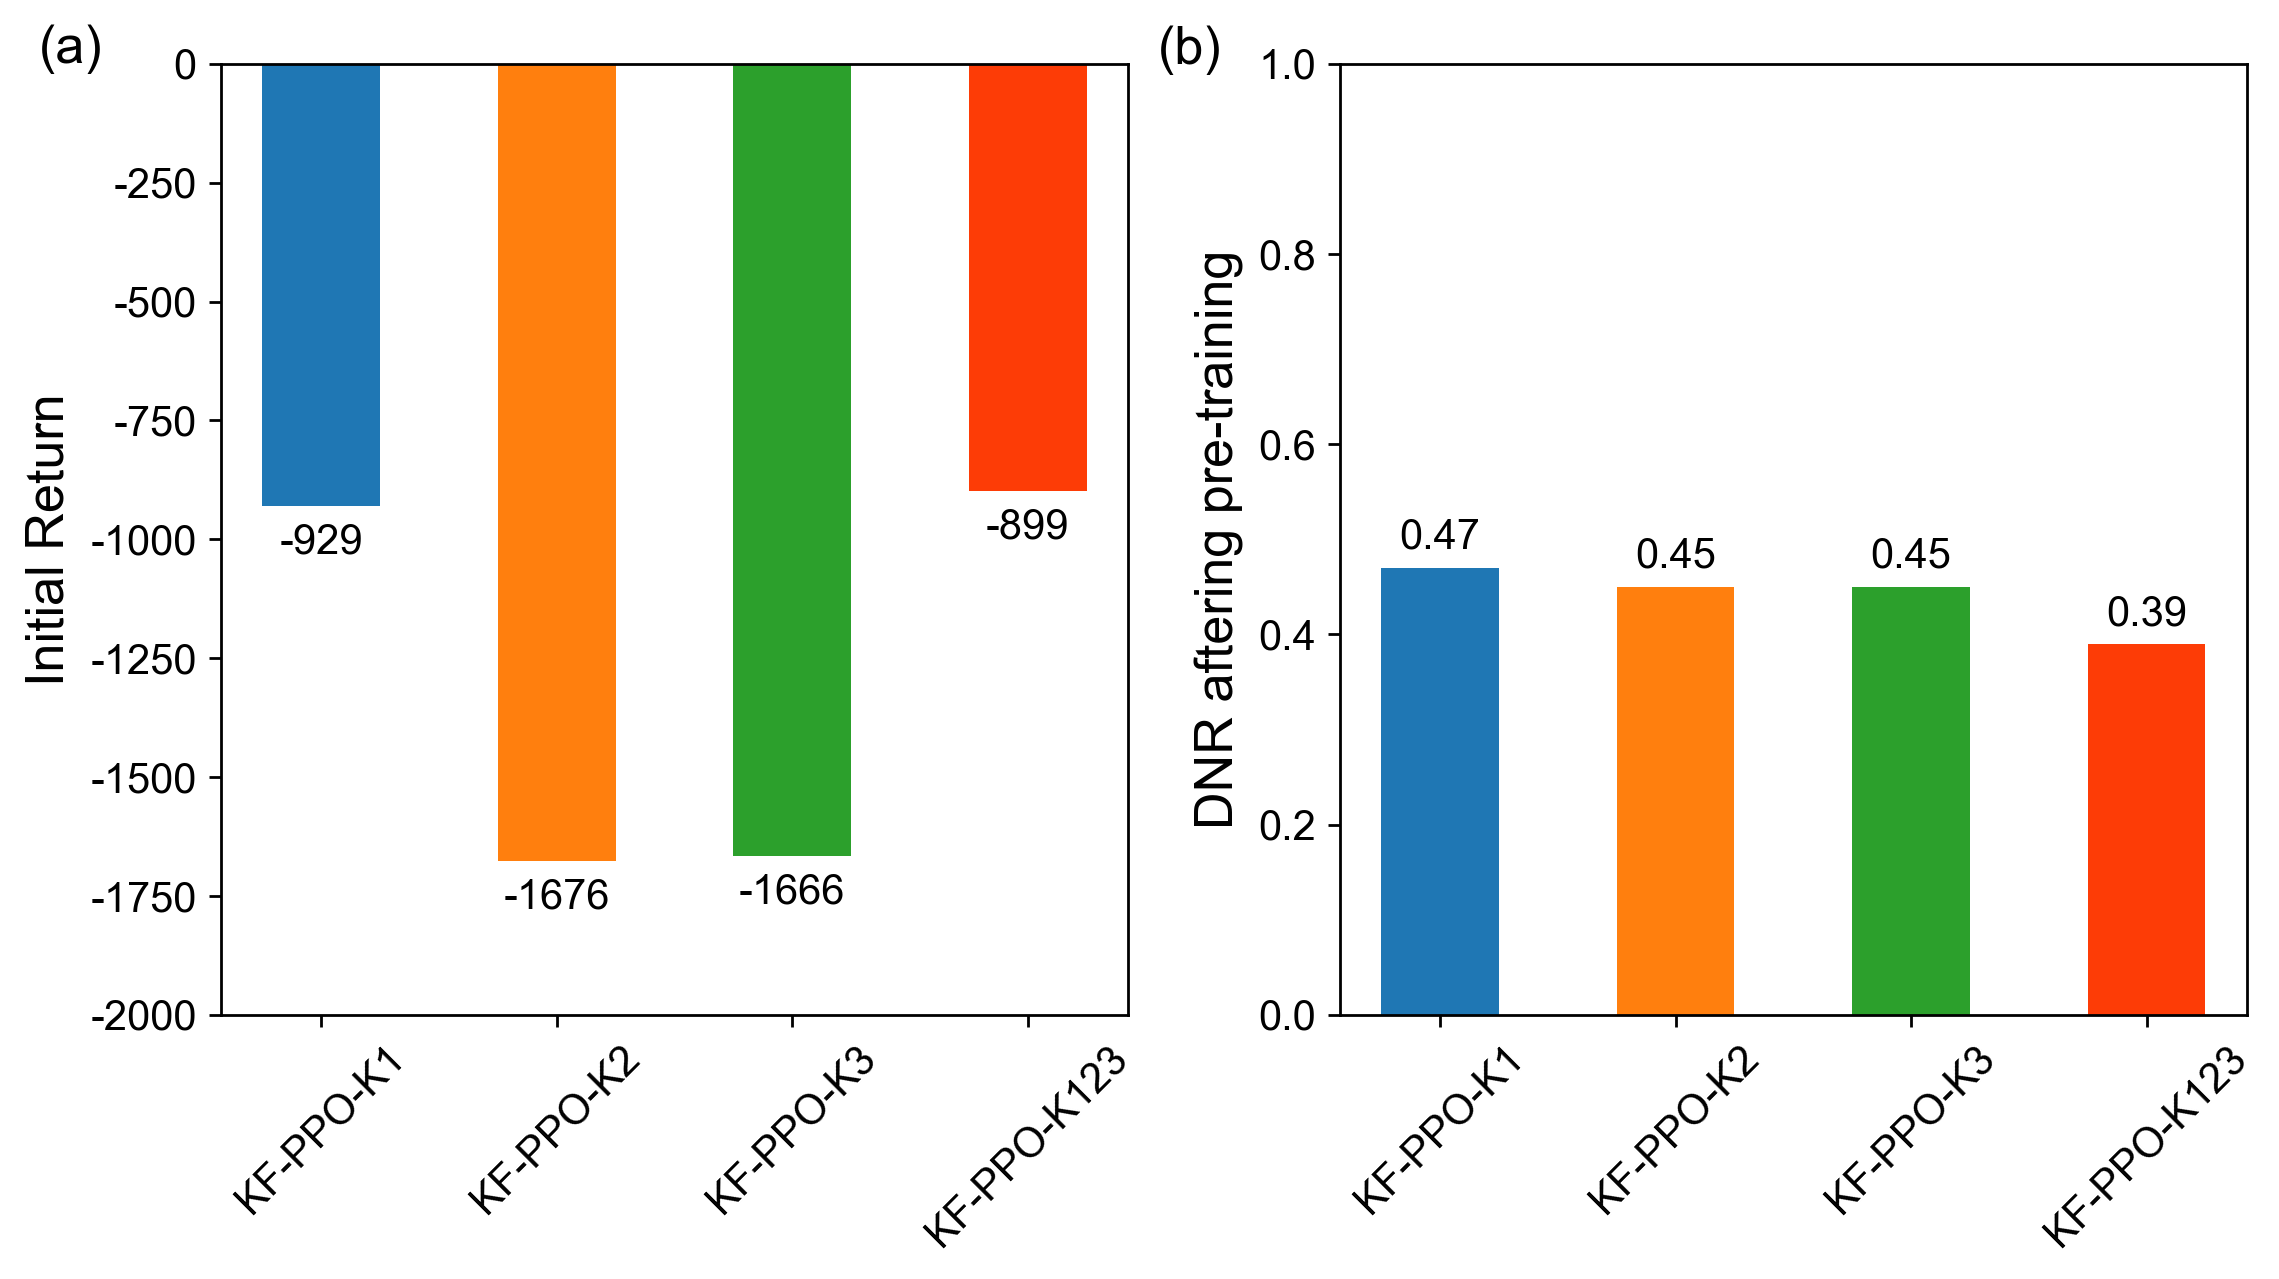 (a)
Initial Return
0
-250
-500
-750
-1000
-1250
-1500
-1750
-2000
-929
-1676
-1666
-899
KF-PPO-K1
KF-PPO-K2
KF-PPO-K3
KF-PPO-K123
(b)
DNR aftering pre-training
1.0
0.8
0.6
0.4
0.2
0.0
0.47
0.45
0.45
0.39
KF-PPO-K1
KF-PPO-K2
KF-PPO-K3
KF-PPO-K123